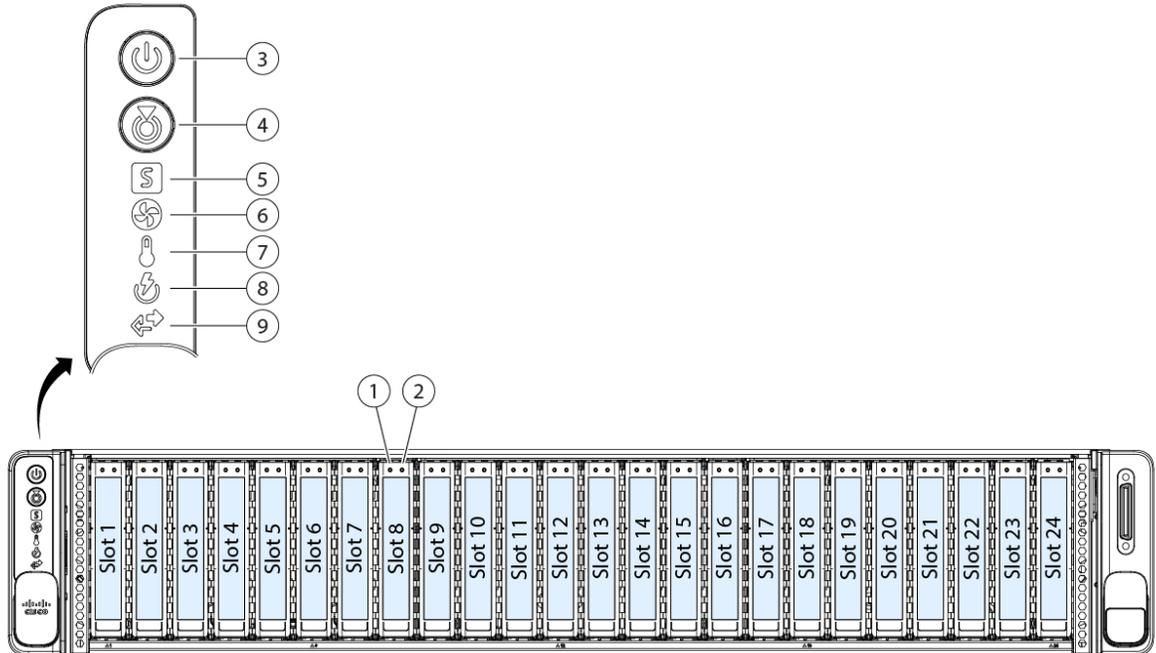 3
4
S
5
6
7
8
9
1 2
S
Slot 1
Slot 2
Slot 3
Slot 4
Slot 5
Slot 6
Slot 7
Slot 8
Slot 9
Slot 10
Slot 11
Slot 12
Slot 13
Slot 14
Slot 15
Slot 16
Slot 17
Slot 18
Slot 19
Slot 20
Slot 21
Slot 22
Slot 23
Slot 24
CISCO